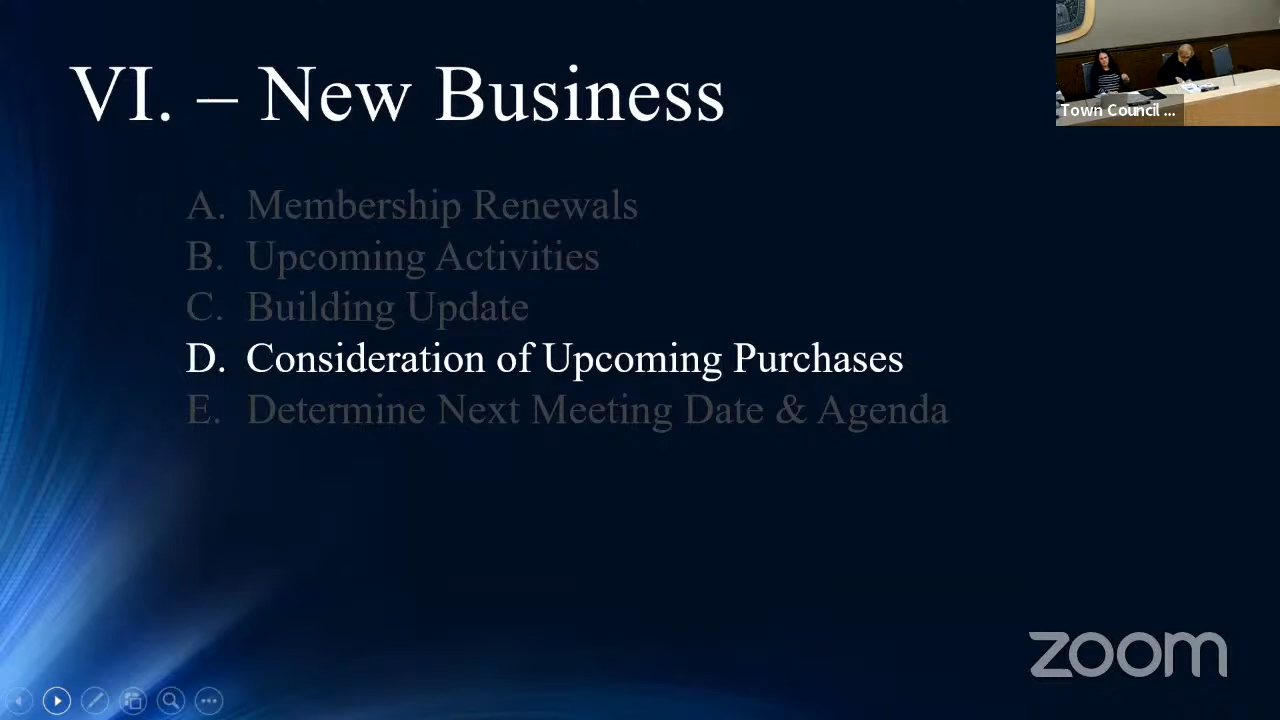 VI. – New Business
Town Council ...
A. Membership Renewals
B. Upcoming Activities
C. Building Update
D. Consideration of Upcoming Purchases
E. Determine Next Meeting Date & Agenda
zoom